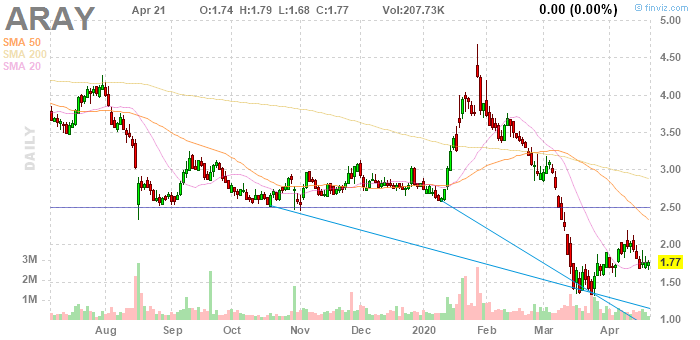 ARAY Apr 21 O:1.74 H:1.79 L:1.68 C:1.77 Vol:207.73K 0.00 (0.00%) © finviz.com
SMA 50
SMA 200
SMA 20
DAILY
5.00
4.50
4.00
3.50
3.00
2.50
2.00
1.77
1.50
1.00
3M
2M
1M
Aug Sep Oct Nov Dec 2020 Feb Mar Apr